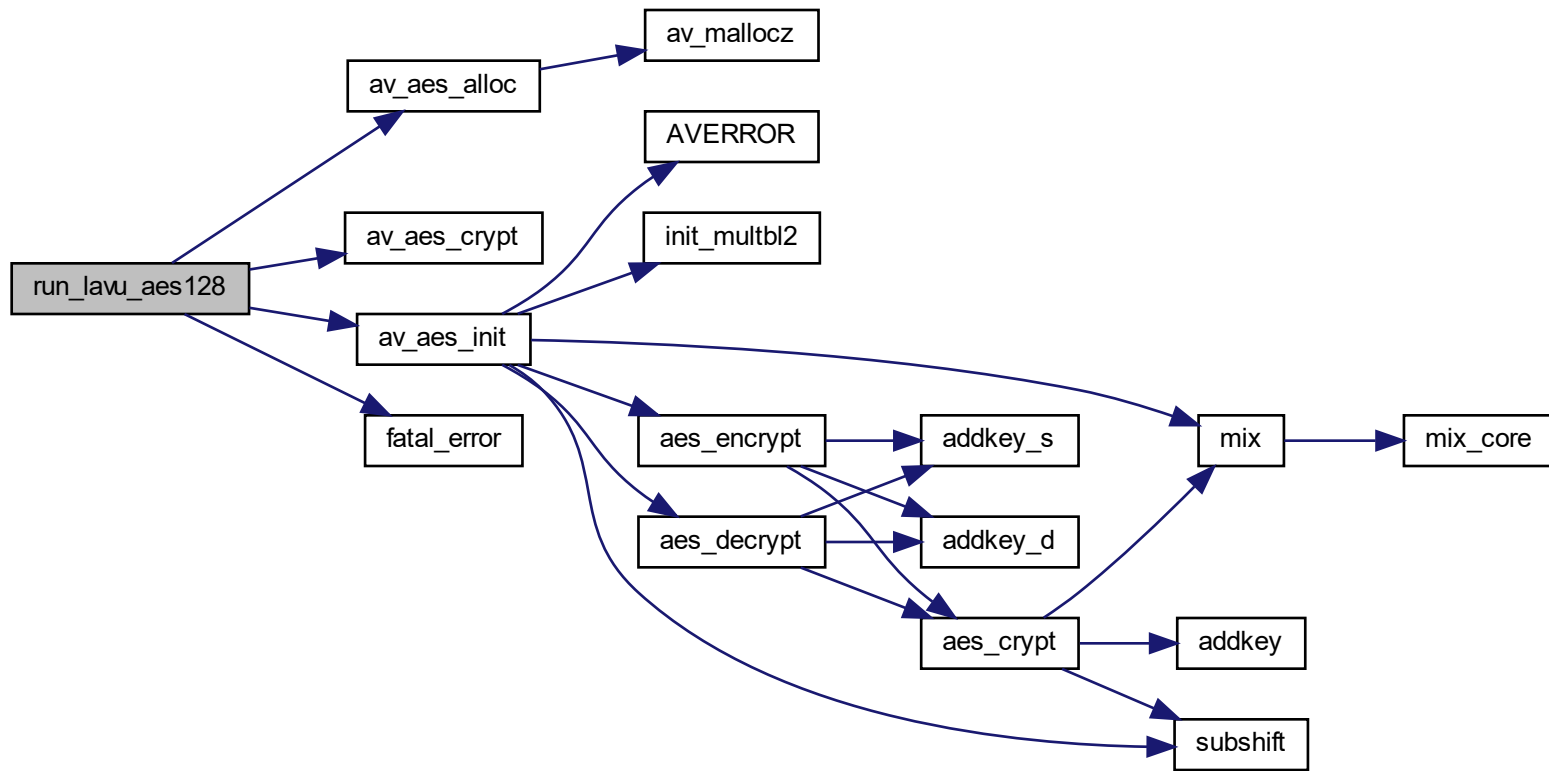 av_mallocz
av_aes_alloc
AVERROR
av_aes_crypt
init_multbl2
run_lavu_aes128
av_aes_init
fatal_error
aes_encrypt
addkey_s
mix
mix_core
aes_decrypt
addkey_d
aes_crypt
addkey
subshift